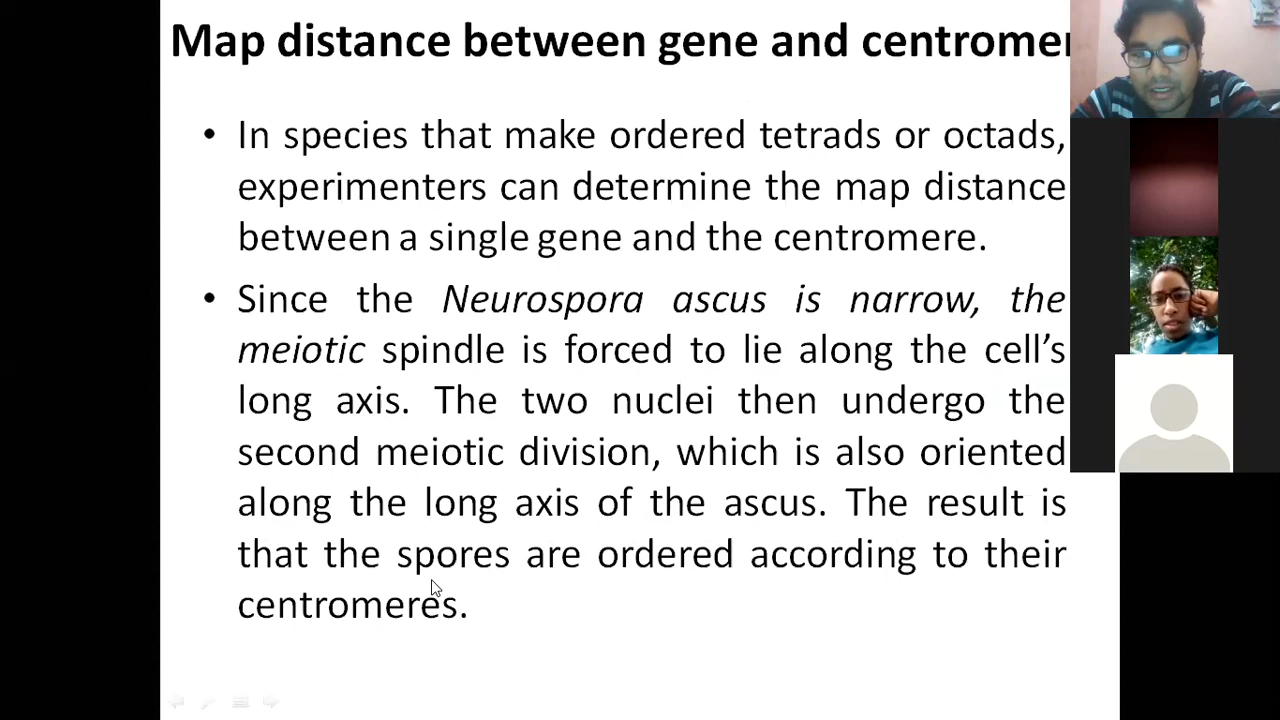 Map distance between gene and centromer
• In species that make ordered tetrads or octads,
experimenters can determine the map distance
between a single gene and the centromere.
• Since the Neurospora ascus is narrow, the
meiotic spindle is forced to lie along the cell’s
long axis. The two nuclei then undergo the
second meiotic division, which is also oriented
along the long axis of the ascus. The result is
that the spores are ordered according to their
centromeres.